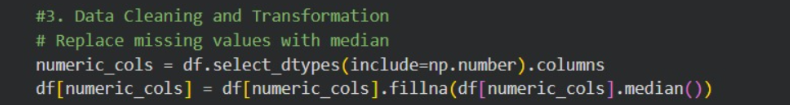 #3. Data Cleaning and Transformation
# Replace missing values with median
numeric_cols = df.select_dtypes(include=np.number).columns
df[numeric_cols] = df[numeric_cols].fillna(df[numeric_cols].median())